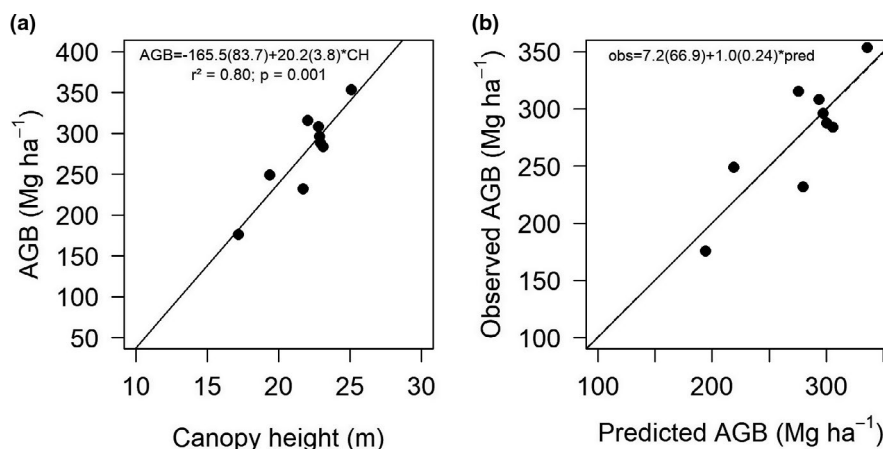 (a)
AGB=-165.5(83.7)+20.2(3.8)*CH
r² = 0.80; p = 0.001
400
350
300
250
200
150
100
50
AGB (Mg ha⁻¹)
10
15
20
25
30
Canopy height (m)
(b)
obs=7.2(66.9)+1.0(0.24)*pred
350
300
250
200
150
100
Observed AGB (Mg ha⁻¹)
100
200
300
Predicted AGB (Mg ha⁻¹)